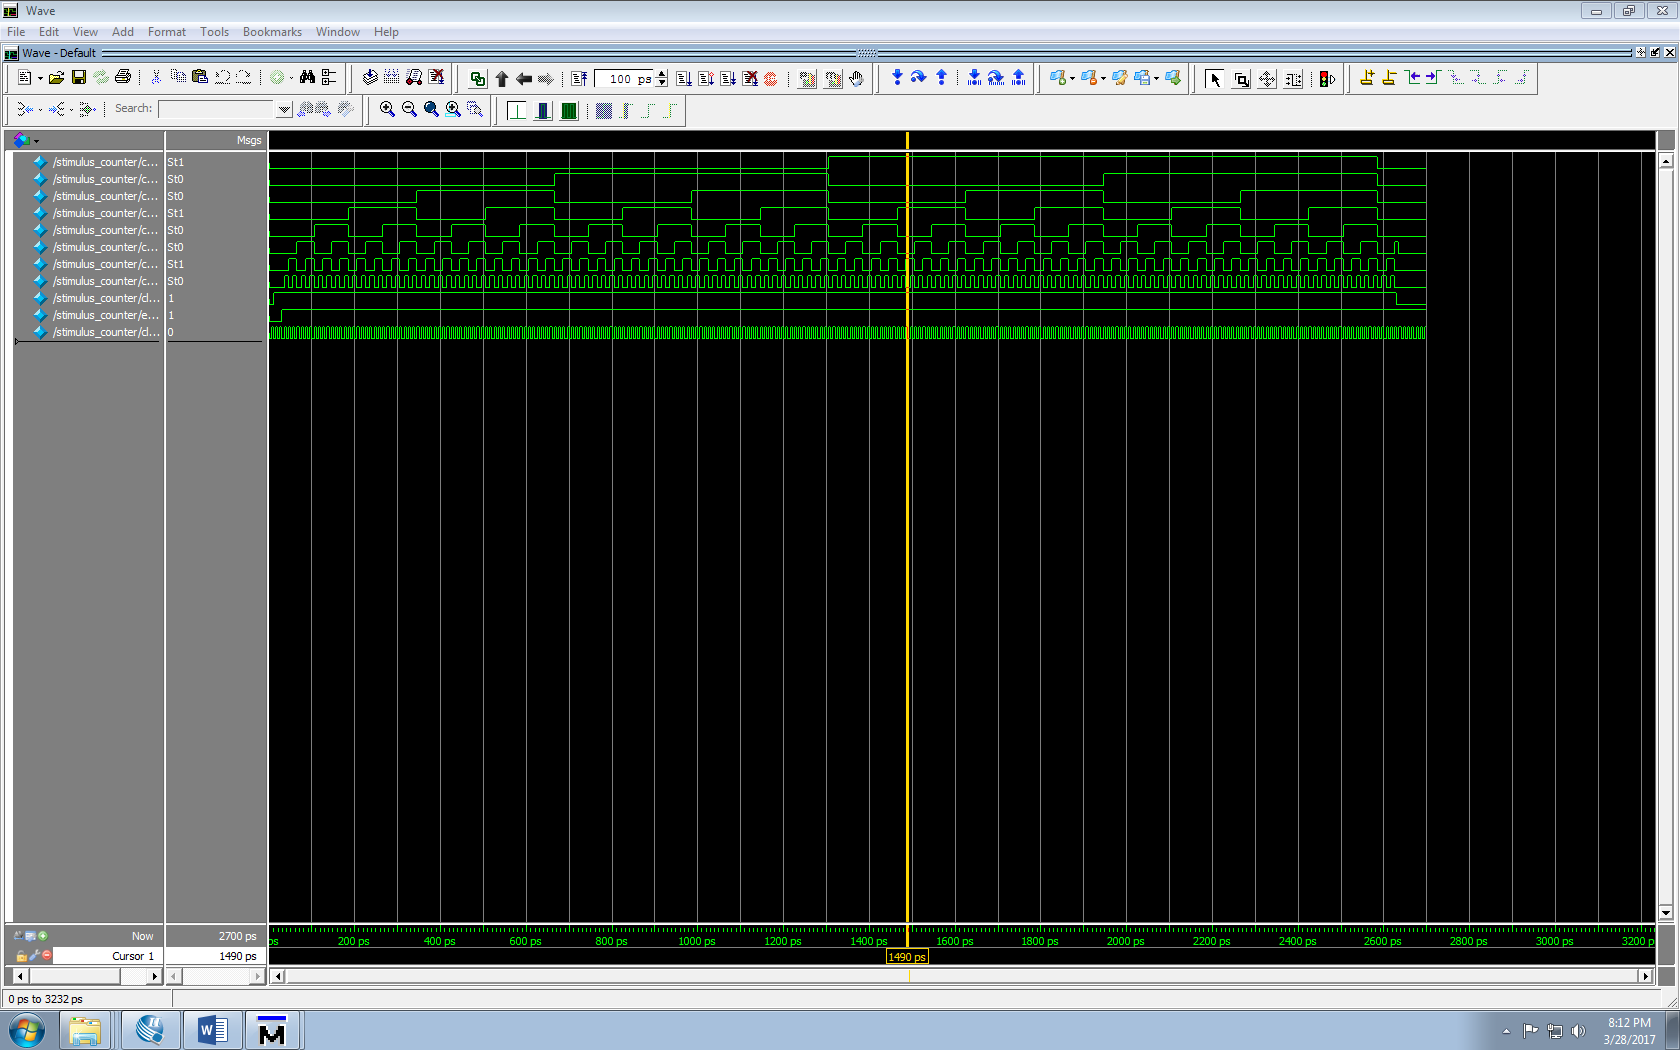 Wave
File Edit View Add Format Tools Bookmarks Window Help
Wave - Default
100 ps
Search:
Msgs
/stimulus_counter/c... St1
/stimulus_counter/c... St0
/stimulus_counter/c... St0
/stimulus_counter/c... St1
/stimulus_counter/c... St0
/stimulus_counter/c... St0
/stimulus_counter/c... St1
/stimulus_counter/c... St0
/stimulus_counter/cl... 1
/stimulus_counter/e... 1
/stimulus_counter/cl... 0
Now 2700 ps
ps 200 ps 400 ps 600 ps 800 ps 1000 ps 1200 ps 1400 ps 1600 ps 1800 ps 2000 ps 2200 ps 2400 ps 2600 ps 2800 ps 3000 ps 3200 p
Cursor 1 1490 ps
1490 ps
0 ps to 3232 ps
W
M
8:12 PM
3/28/2017